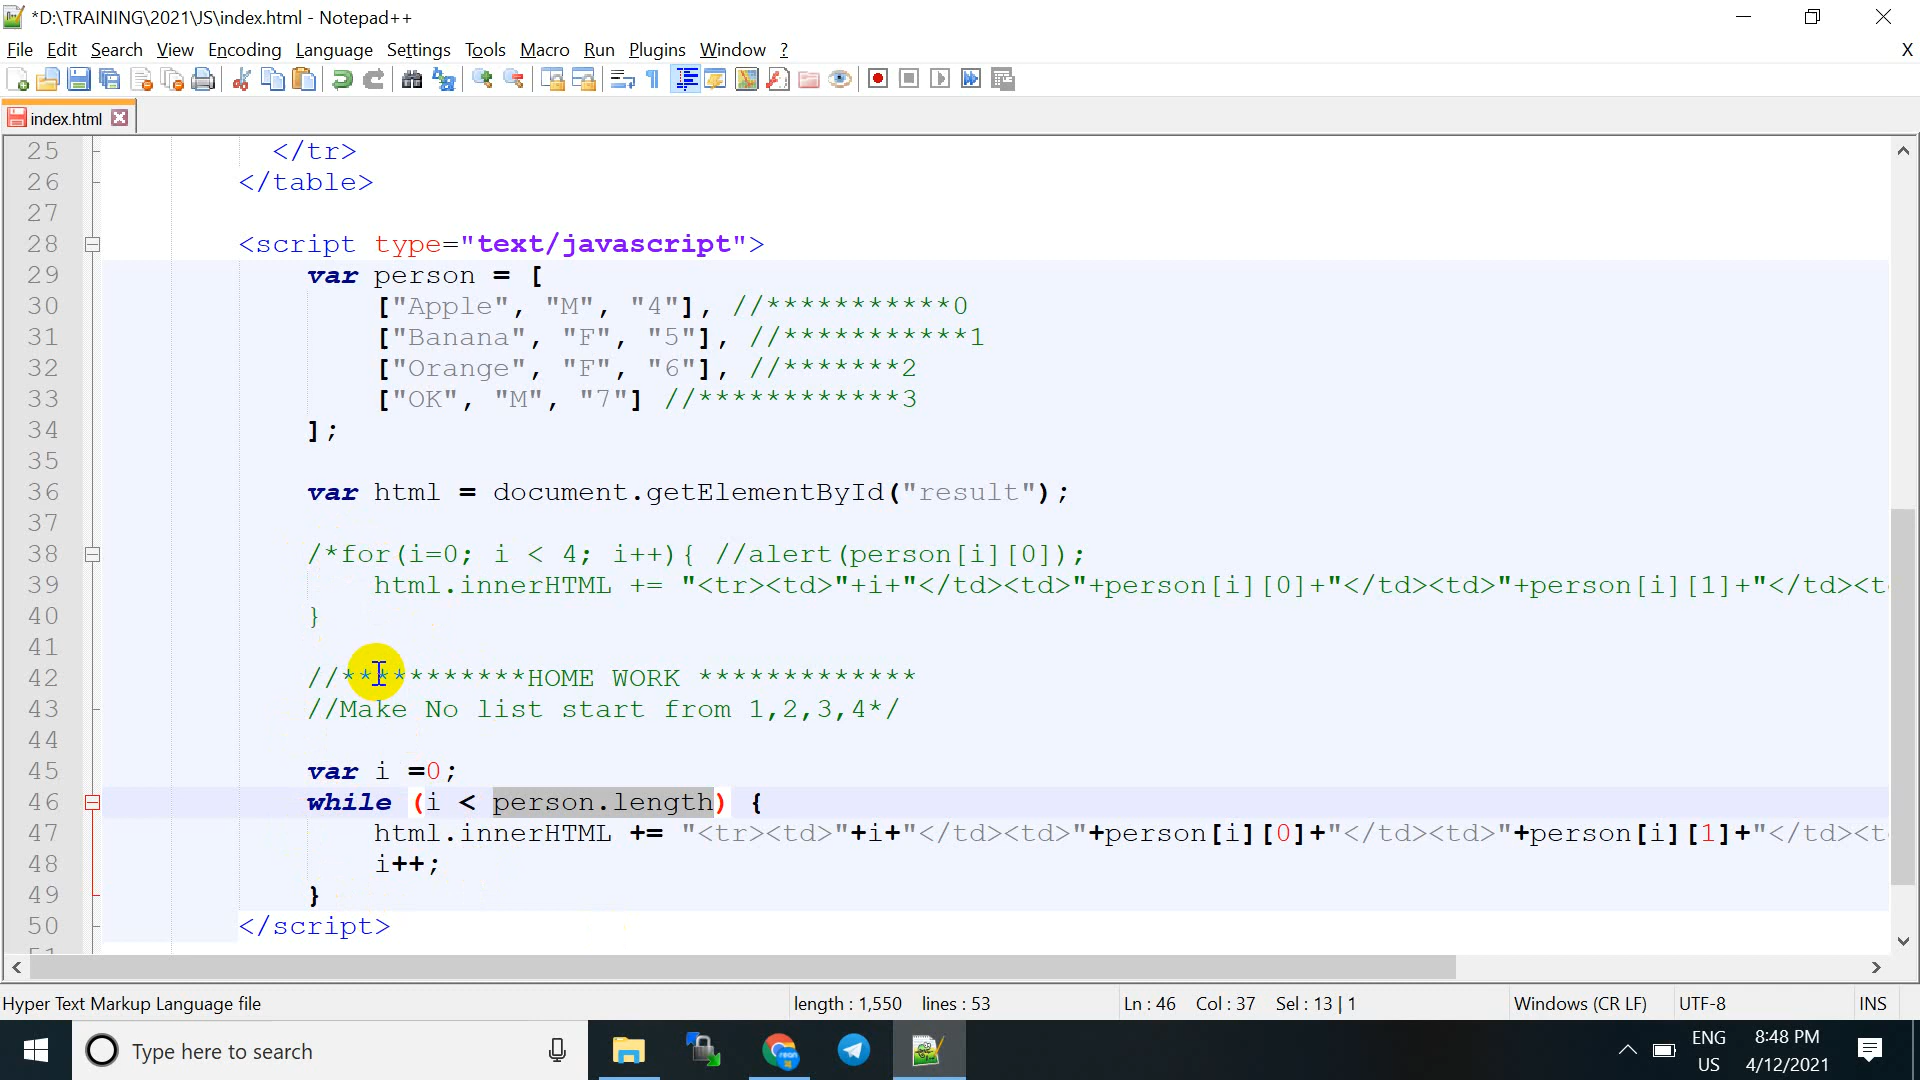 *D:\TRAINING\2021\JS\index.html - Notepad++
File Edit Search View Encoding Language Settings Tools Macro Run Plugins Window ? X
index.html
25 </tr>
26 </table>
27
28 <script type="text/javascript">
29 var person = [
30 ["Apple", "M", "4"], //***********0
31 ["Banana", "F", "5"], //***********1
32 ["Orange", "F", "6"], //*******2
33 ["OK", "M", "7"] //************3
34 ];
35
36 var html = document.getElementById("result");
37
38 /*for(i=0; i < 4; i++){ //alert(person[i][0]);
39 html.innerHTML += "<tr><td>"+i+"</td><td>"+person[i][0]+"</td><td>"+person[i][1]+"</td><t
40 }
41
42 //***********HOME WORK *************
43 //Make No list start from 1,2,3,4*/
44
45 var i =0;
46 while (i < person.length) {
47 html.innerHTML += "<tr><td>"+i+"</td><td>"+person[i][0]+"</td><td>"+person[i][1]+"</td><t
48 i++;
49 }
50 </script>
Hyper Text Markup Language file length : 1,550 lines : 53 Ln : 46 Col : 37 Sel : 13 | 1 Windows (CR LF) UTF-8 INS
Type here to search
ENG
US
8:48 PM
4/12/2021